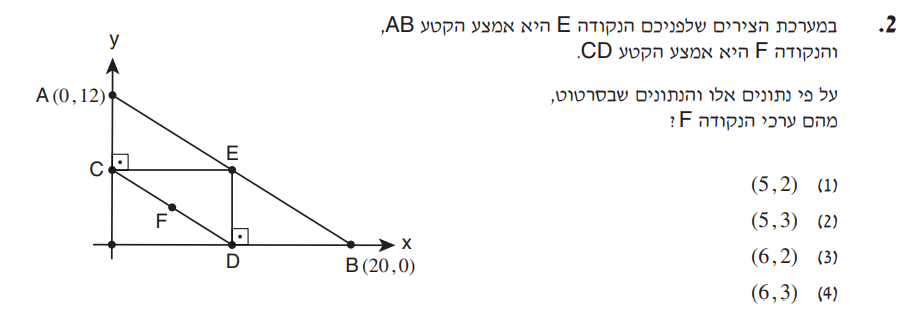 2. במערכת הצירים שלפניכם הנקודה E היא אמצע הקטע AB,
והנקודה F היא אמצע הקטע CD.
על פי נתונים אלו והנתונים שבסרטוט,
מהם ערכי הנקודה F?
(1) (5,2)
(2) (5,3)
(3) (6,2)
(4) (6,3)
y
A (0,12)
E
C
F
x
D
B (20,0)